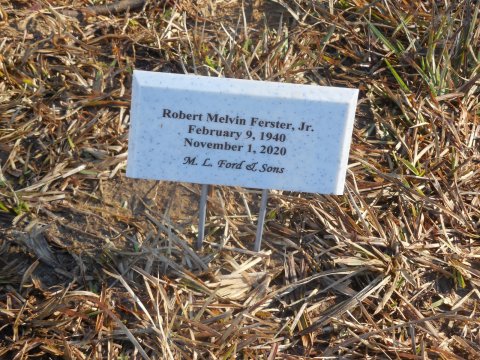 Robert Melvin Ferster, Jr.
February 9, 1940
November 1, 2020
M. L. Ford & Sons